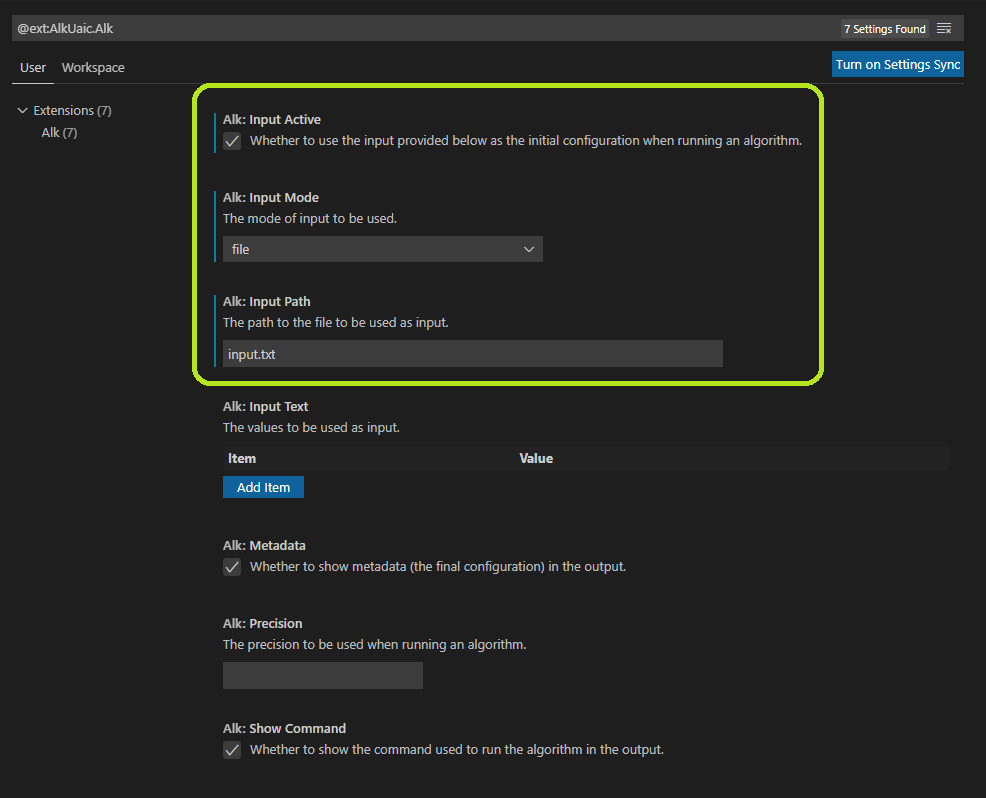 @ext:AlkUaic.Alk
7 Settings Found
User
Workspace
Turn on Settings Sync
Extensions (7)
Alk (7)
Alk: Input Active
Whether to use the input provided below as the initial configuration when running an algorithm.
Alk: Input Mode
The mode of input to be used.
file
Alk: Input Path
The path to the file to be used as input.
input.txt
Alk: Input Text
The values to be used as input.
Item Value
Add Item
Alk: Metadata
Whether to show metadata (the final configuration) in the output.
Alk: Precision
The precision to be used when running an algorithm.
Alk: Show Command
Whether to show the command used to run the algorithm in the output.